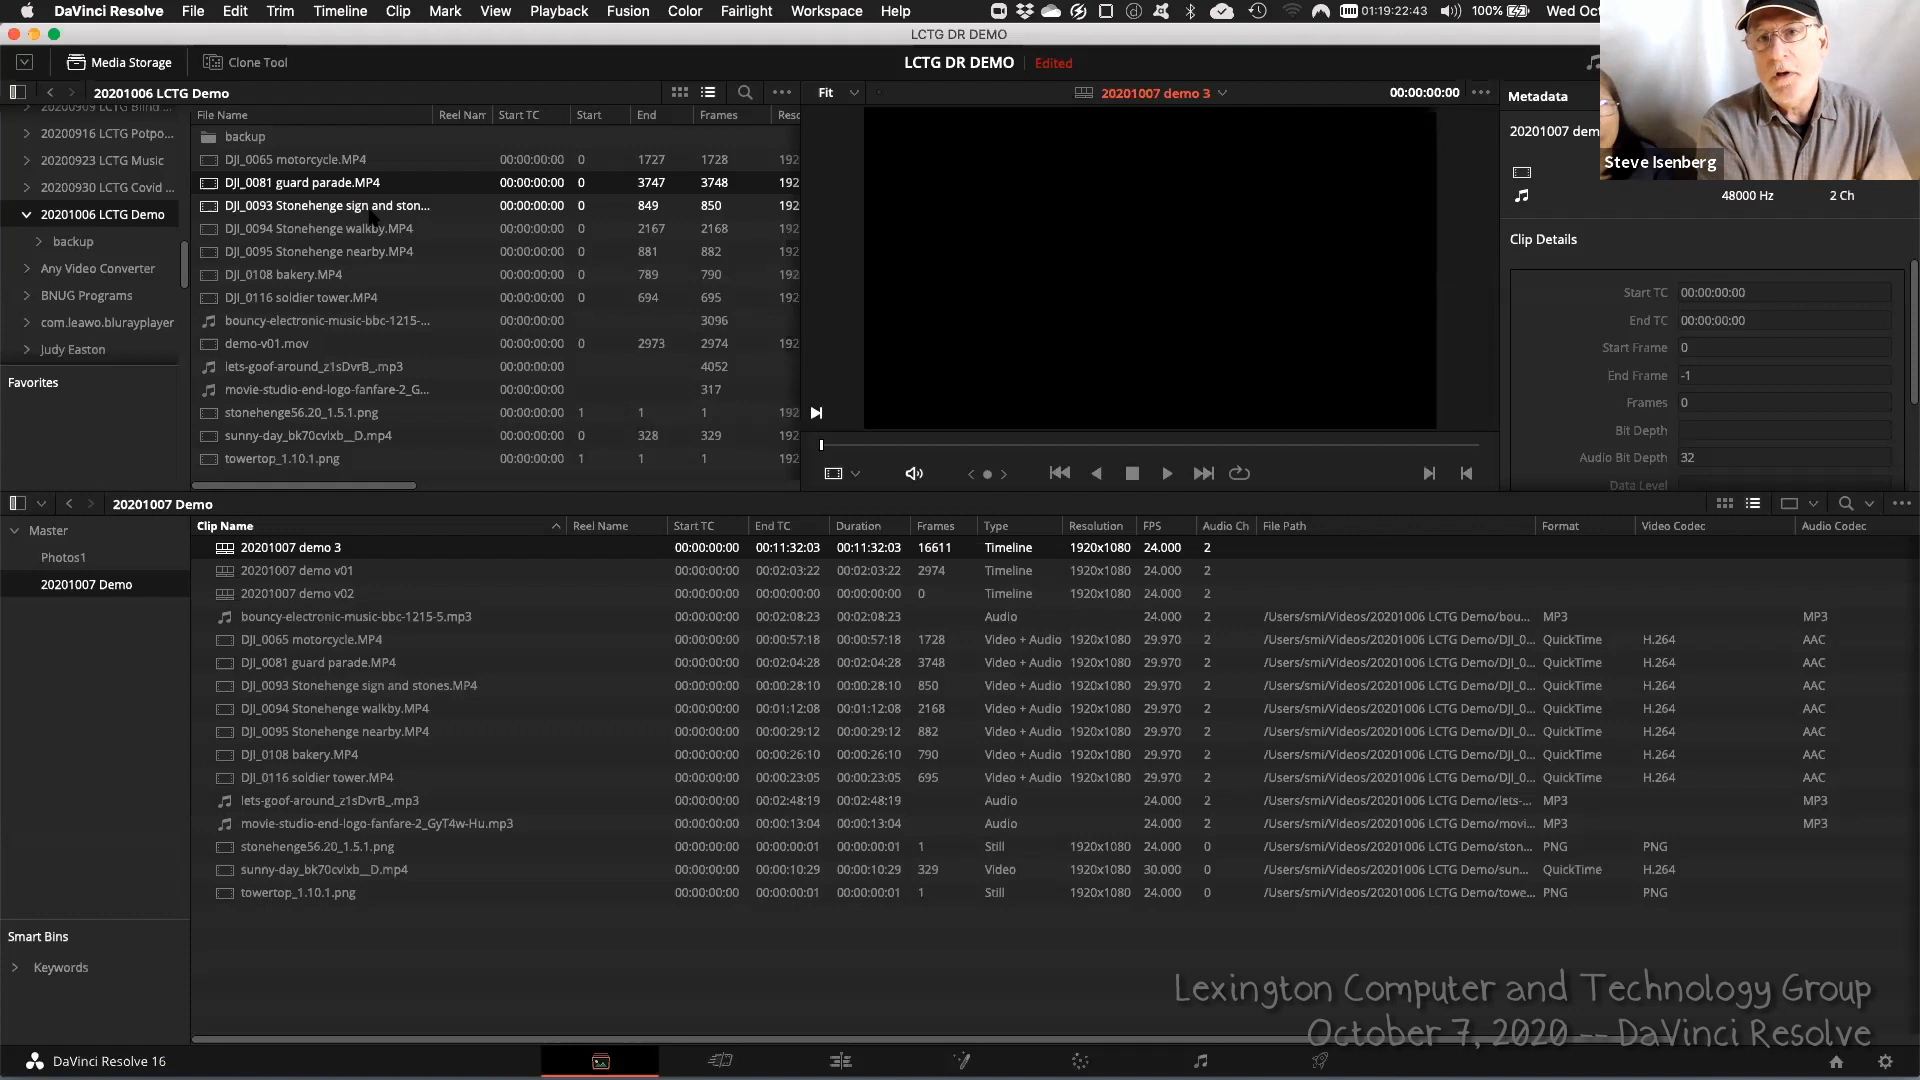 DaVinci Resolve File Edit Trim Timeline Clip Mark View Playback Fusion Color Fairlight Workspace Help 01:19:22:43 100% Wed Oc
LCTG DR DEMO
Media Storage Clone Tool LCTG DR DEMO Edited
20201006 LCTG Demo Fit 20201007 demo 3 00:00:00:00 Metadata
20200909 LCTG Blind ...
20200916 LCTG Potpo...
20200923 LCTG Music
20200930 LCTG Covid ...
20201006 LCTG Demo
backup
Any Video Converter
BNUG Programs
com.leawo.blurayplayer
Judy Easton
Favorites
File Name Reel Nam Start TC Start End Frames Reso
backup
DJI_0065 motorcycle.MP4 00:00:00:00 0 1727 1728 192
DJI_0081 guard parade.MP4 00:00:00:00 0 3747 3748 192
DJI_0093 Stonehenge sign and ston... 00:00:00:00 0 849 850 192
DJI_0094 Stonehenge walkby.MP4 00:00:00:00 0 2167 2168 192
DJI_0095 Stonehenge nearby.MP4 00:00:00:00 0 881 882 192
DJI_0108 bakery.MP4 00:00:00:00 0 789 790 192
DJI_0116 soldier tower.MP4 00:00:00:00 0 694 695 192
bouncy-electronic-music-bbc-1215-... 00:00:00:00 3096
demo-v01.mov 00:00:00:00 0 2973 2974 192
lets-goof-around_z1sDvrB_.mp3 00:00:00:00 4052
movie-studio-end-logo-fanfare-2_G... 00:00:00:00 317
stonehenge56.20_1.5.1.png 00:00:00:00 1 1 1 192
sunny-day_bk70cvlxb__D.mp4 00:00:00:00 0 328 329 192
towertop_1.10.1.png 00:00:00:00 1 1 1 192
20201007 dem
Steve Isenberg
48000 Hz 2 Ch
Clip Details
Start TC 00:00:00:00
End TC 00:00:00:00
Start Frame 0
End Frame -1
Frames 0
Bit Depth
Audio Bit Depth 32
Data Level
20201007 Demo
Master
Photos1
20201007 Demo
Smart Bins
Keywords
Clip Name Reel Name Start TC End TC Duration Frames Type Resolution FPS Audio Ch File Path Format Video Codec Audio Codec
20201007 demo 3 00:00:00:00 00:11:32:03 00:11:32:03 16611 Timeline 1920x1080 24.000 2
20201007 demo v01 00:00:00:00 00:02:03:22 00:02:03:22 2974 Timeline 1920x1080 24.000 2
20201007 demo v02 00:00:00:00 00:00:00:00 00:00:00:00 0 Timeline 1920x1080 24.000 2
bouncy-electronic-music-bbc-1215-5.mp3 00:00:00:00 00:02:08:23 00:02:08:23 Audio 24.000 2 /Users/smi/Videos/20201006 LCTG Demo/bou... MP3 MP3
DJI_0065 motorcycle.MP4 00:00:00:00 00:00:57:18 00:00:57:18 1728 Video + Audio 1920x1080 29.970 2 /Users/smi/Videos/20201006 LCTG Demo/DJI_0... QuickTime H.264 AAC
DJI_0081 guard parade.MP4 00:00:00:00 00:02:04:28 00:02:04:28 3748 Video + Audio 1920x1080 29.970 2 /Users/smi/Videos/20201006 LCTG Demo/DJI_0... QuickTime H.264 AAC
DJI_0093 Stonehenge sign and stones.MP4 00:00:00:00 00:00:28:10 00:00:28:10 850 Video + Audio 1920x1080 29.970 2 /Users/smi/Videos/20201006 LCTG Demo/DJI_0... QuickTime H.264 AAC
DJI_0094 Stonehenge walkby.MP4 00:00:00:00 00:01:12:08 00:01:12:08 2168 Video + Audio 1920x1080 29.970 2 /Users/smi/Videos/20201006 LCTG Demo/DJI_0... QuickTime H.264 AAC
DJI_0095 Stonehenge nearby.MP4 00:00:00:00 00:00:29:12 00:00:29:12 882 Video + Audio 1920x1080 29.970 2 /Users/smi/Videos/20201006 LCTG Demo/DJI_0... QuickTime H.264 AAC
DJI_0108 bakery.MP4 00:00:00:00 00:00:26:10 00:00:26:10 790 Video + Audio 1920x1080 29.970 2 /Users/smi/Videos/20201006 LCTG Demo/DJI_0... QuickTime H.264 AAC
DJI_0116 soldier tower.MP4 00:00:00:00 00:00:23:05 00:00:23:05 695 Video + Audio 1920x1080 29.970 2 /Users/smi/Videos/20201006 LCTG Demo/DJI_0... QuickTime H.264 AAC
lets-goof-around_z1sDvrB_.mp3 00:00:00:00 00:02:48:19 00:02:48:19 Audio 24.000 2 /Users/smi/Videos/20201006 LCTG Demo/lets-... MP3 MP3
movie-studio-end-logo-fanfare-2_GyT4w-Hu.mp3 00:00:00:00 00:00:13:04 00:00:13:04 Audio 24.000 2 /Users/smi/Videos/20201006 LCTG Demo/movi... MP3 MP3
stonehenge56.20_1.5.1.png 00:00:00:00 00:00:00:01 00:00:00:01 1 Still 1920x1080 24.000 0 /Users/smi/Videos/20201006 LCTG Demo/ston... PNG PNG
sunny-day_bk70cvlxb__D.mp4 00:00:00:00 00:00:10:29 00:00:10:29 329 Video 1920x1080 30.000 0 /Users/smi/Videos/20201006 LCTG Demo/sun... QuickTime H.264
towertop_1.10.1.png 00:00:00:00 00:00:00:01 00:00:00:01 1 Still 1920x1080 24.000 0 /Users/smi/Videos/20201006 LCTG Demo/towe... PNG PNG
Lexington Computer and Technology Group
October 7, 2020 -- DaVinci Resolve
DaVinci Resolve 16